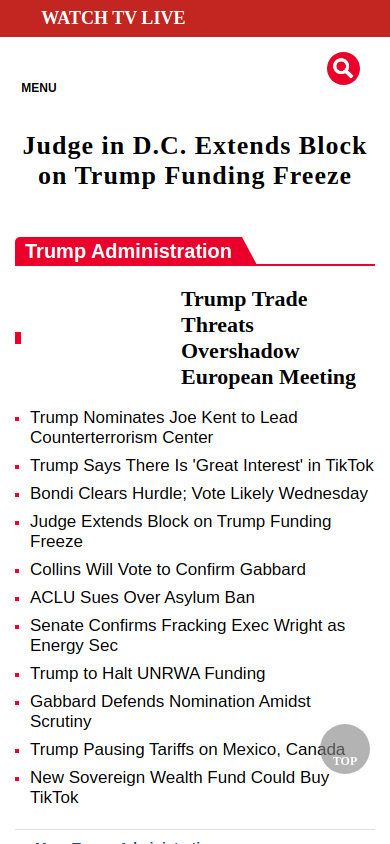 WATCH TV LIVE
MENU
Judge in D.C. Extends Block
on Trump Funding Freeze
Trump Administration
Trump Trade
Threats
Overshadow
European Meeting
Trump Nominates Joe Kent to Lead
Counterterrorism Center
Trump Says There Is 'Great Interest' in TikTok
Bondi Clears Hurdle; Vote Likely Wednesday
Judge Extends Block on Trump Funding
Freeze
Collins Will Vote to Confirm Gabbard
ACLU Sues Over Asylum Ban
Senate Confirms Fracking Exec Wright as
Energy Sec
Trump to Halt UNRWA Funding
Gabbard Defends Nomination Amidst
Scrutiny
Trump Pausing Tariffs on Mexico, Canada
TOP
New Sovereign Wealth Fund Could Buy
TikTok